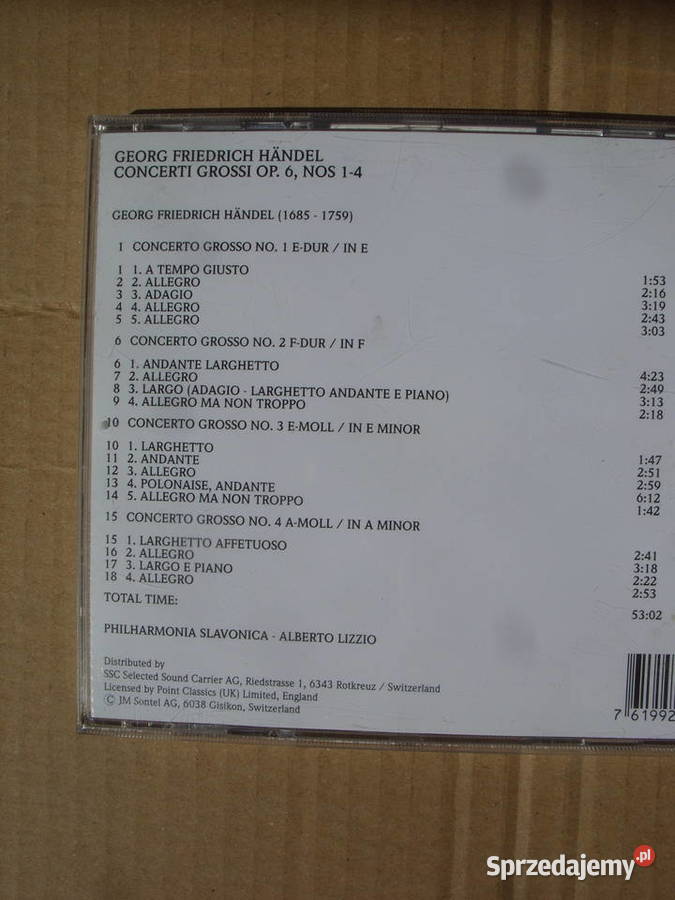 GEORG FRIEDRICH HÄNDEL
CONCERTI GROSSI OP. 6, NOS 1-4
GEORG FRIEDRICH HÄNDEL (1685 - 1759)
1 CONCERTO GROSSO NO. 1 E-DUR / IN E
1 1. A TEMPO GIUSTO 1:53
2 2. ALLEGRO 2:16
3 3. ADAGIO 3:19
4 4. ALLEGRO 2:43
5 5. ALLEGRO 3:03
6 CONCERTO GROSSO NO. 2 F-DUR / IN F
6 1. ANDANTE LARGHETTO 4:23
7 2. ALLEGRO 2:49
8 3. LARGO (ADAGIO - LARGHETTO ANDANTE E PIANO) 3:13
9 4. ALLEGRO MA NON TROPPO 2:18
10 CONCERTO GROSSO NO. 3 E-MOLL / IN E MINOR
10 1. LARGHETTO 1:47
11 2. ANDANTE 2:51
12 3. ALLEGRO 2:59
13 4. POLONAISE, ANDANTE 6:12
14 5. ALLEGRO MA NON TROPPO 1:42
15 CONCERTO GROSSO NO. 4 A-MOLL / IN A MINOR
15 1. LARGHETTO AFFETUOSO 2:41
16 2. ALLEGRO 3:18
17 3. LARGO E PIANO 2:22
18 4. ALLEGRO 2:53
TOTAL TIME: 53:02
PHILHARMONIA SLAVONICA - ALBERTO LIZZIO
Distributed by
SSC Selected Sound Carrier AG, Riedstrasse 1, 6343 Rotkreuz / Switzerland
Licensed by Point Classics (UK) Limited, England
© JM Sontel AG, 6038 Gisikon, Switzerland
7 61992
Sprzedajemy.pl